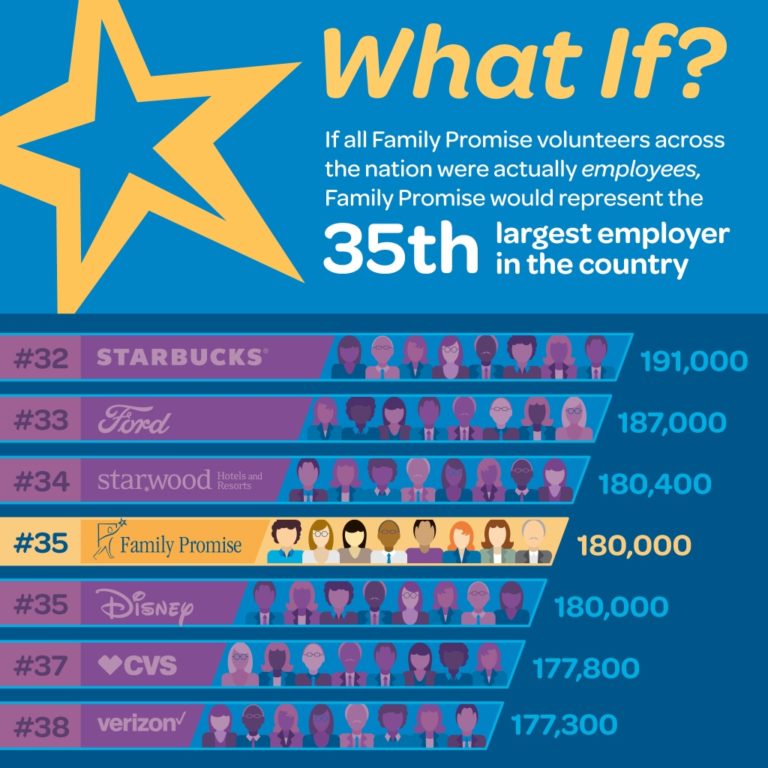 What If?
If all Family Promise volunteers across
the nation were actually employees,
Family Promise would represent the
35th largest employer
in the country
#32 STARBUCKS® 191,000
#33 Ford 187,000
#34 starwood Hotels and
Resorts 180,400
#35 Family Promise 180,000
#35 Disney 180,000
#37 CVS 177,800
#38 verizon✓ 177,300